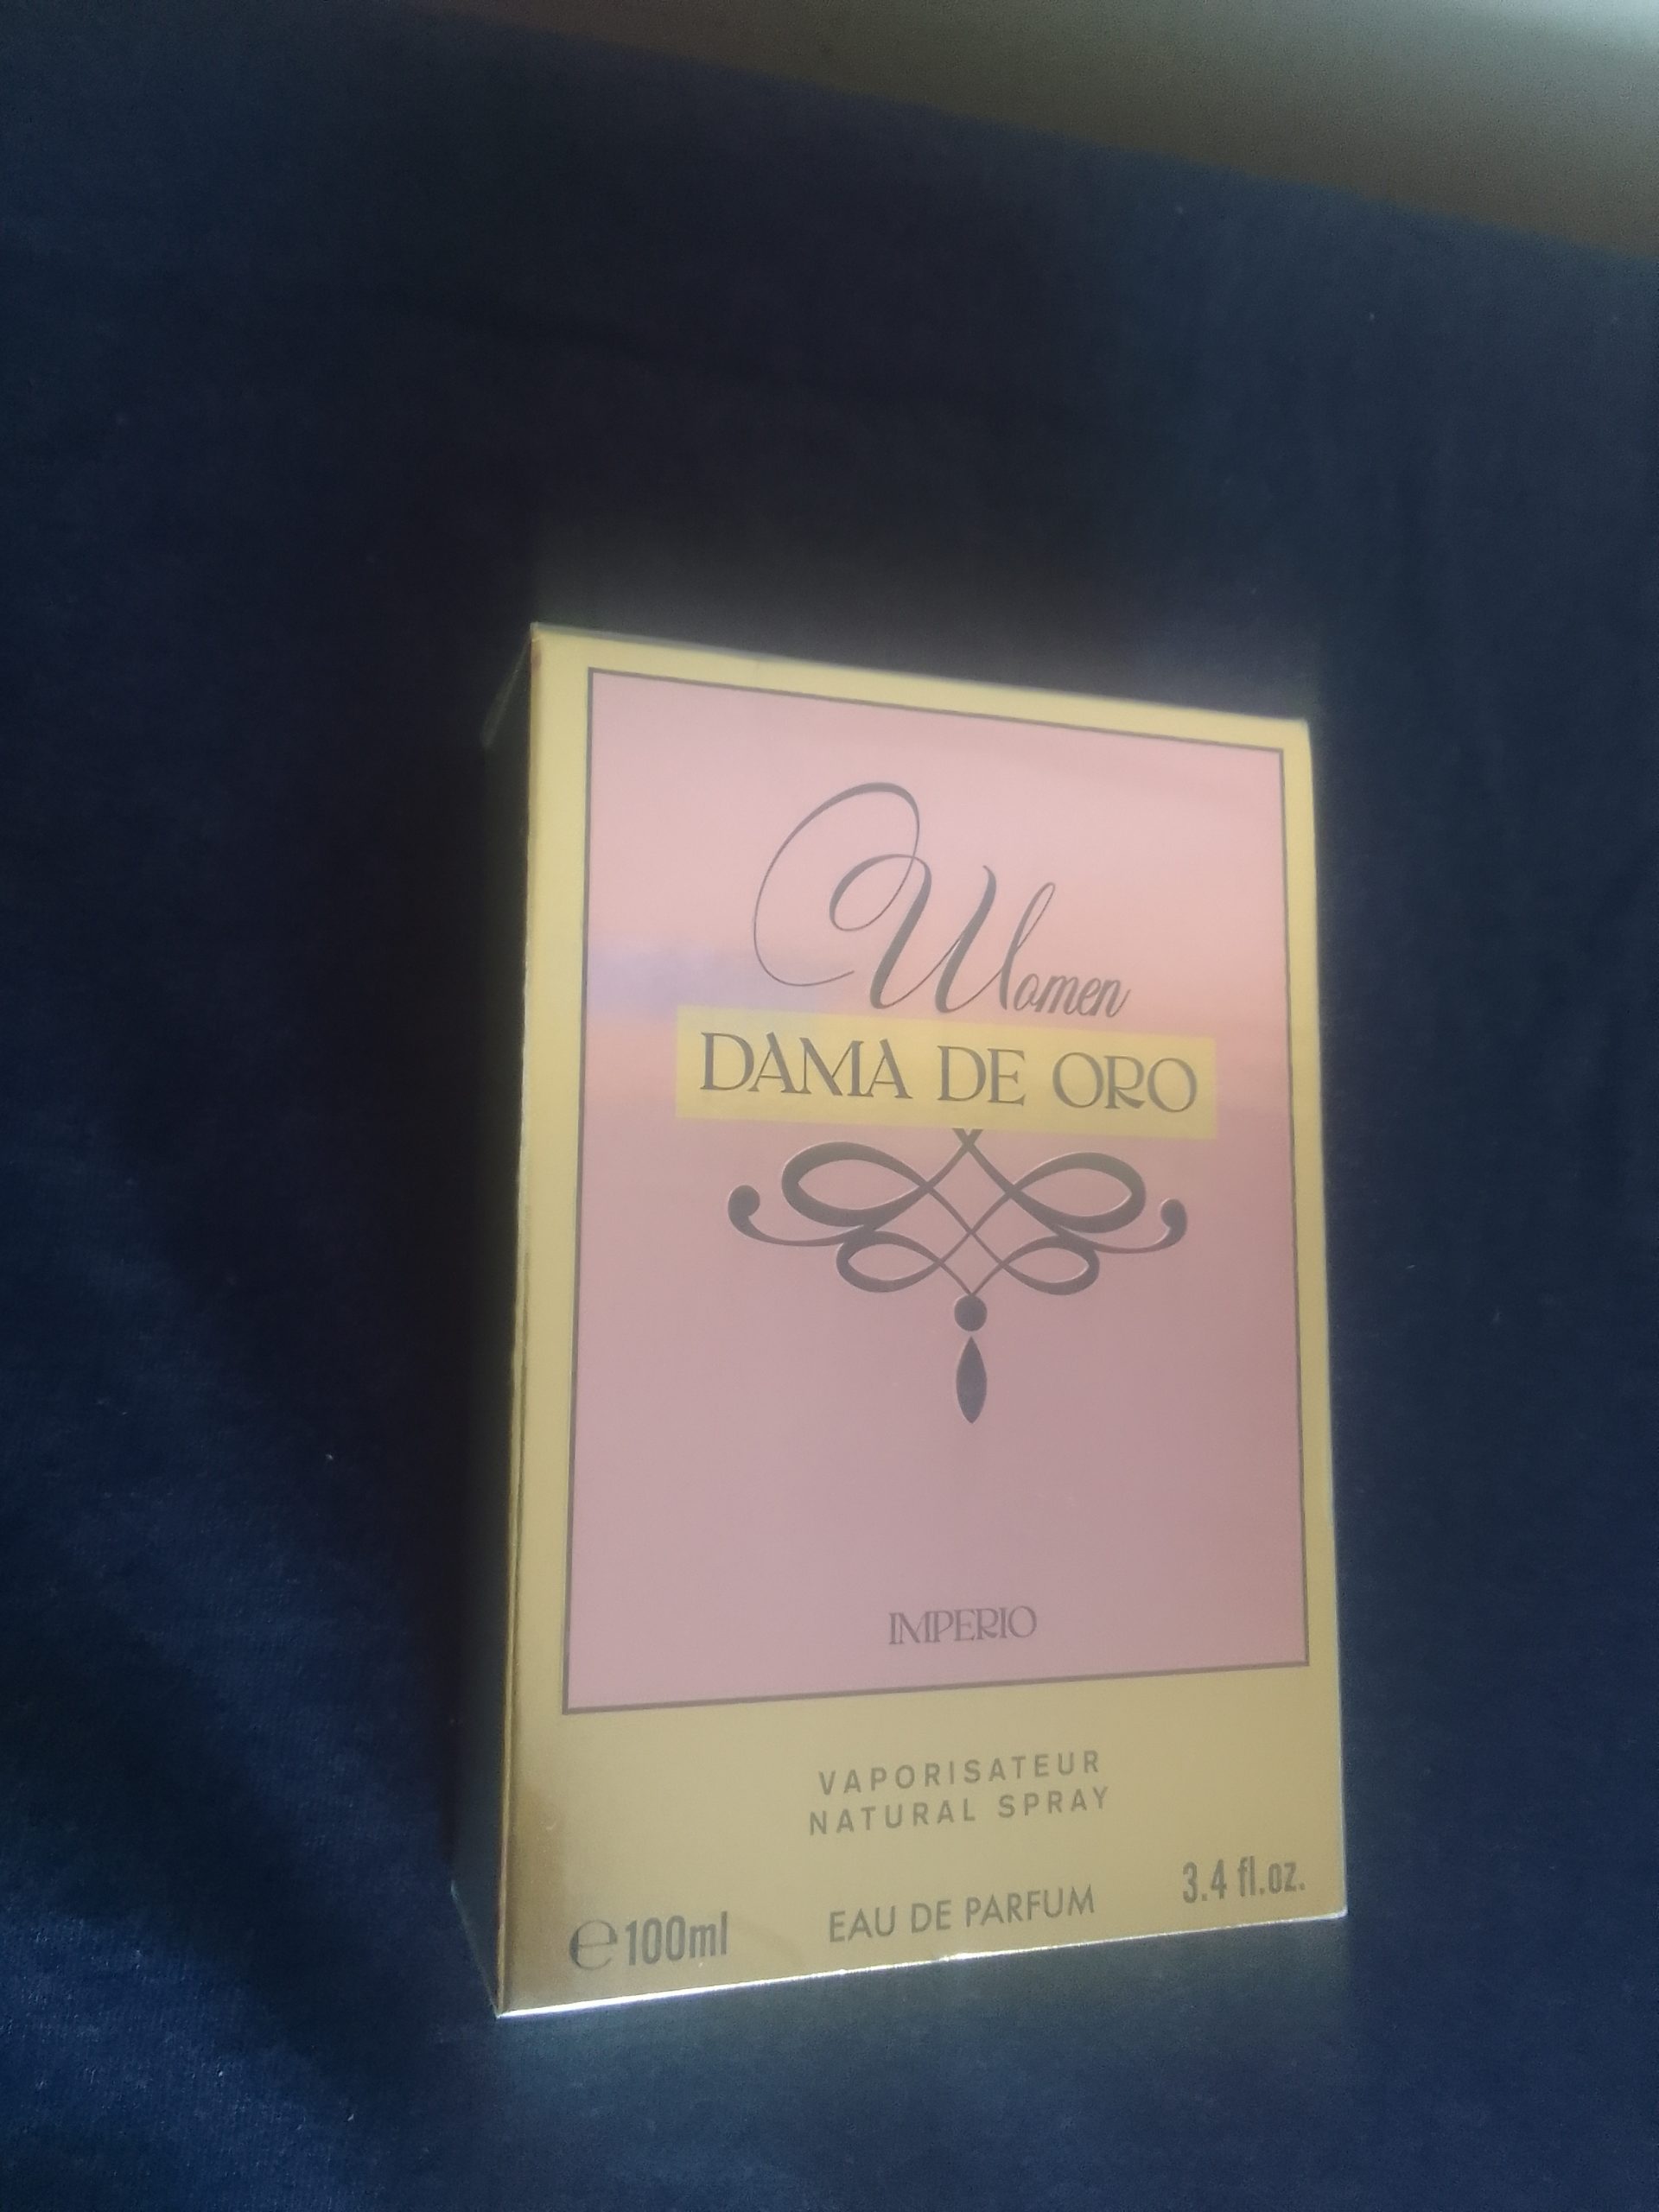 Women
DAMA DE ORO
IMPERIO
VAPORISATEUR
NATURAL SPRAY
℮100ml
EAU DE PARFUM
3.4 fl.oz.